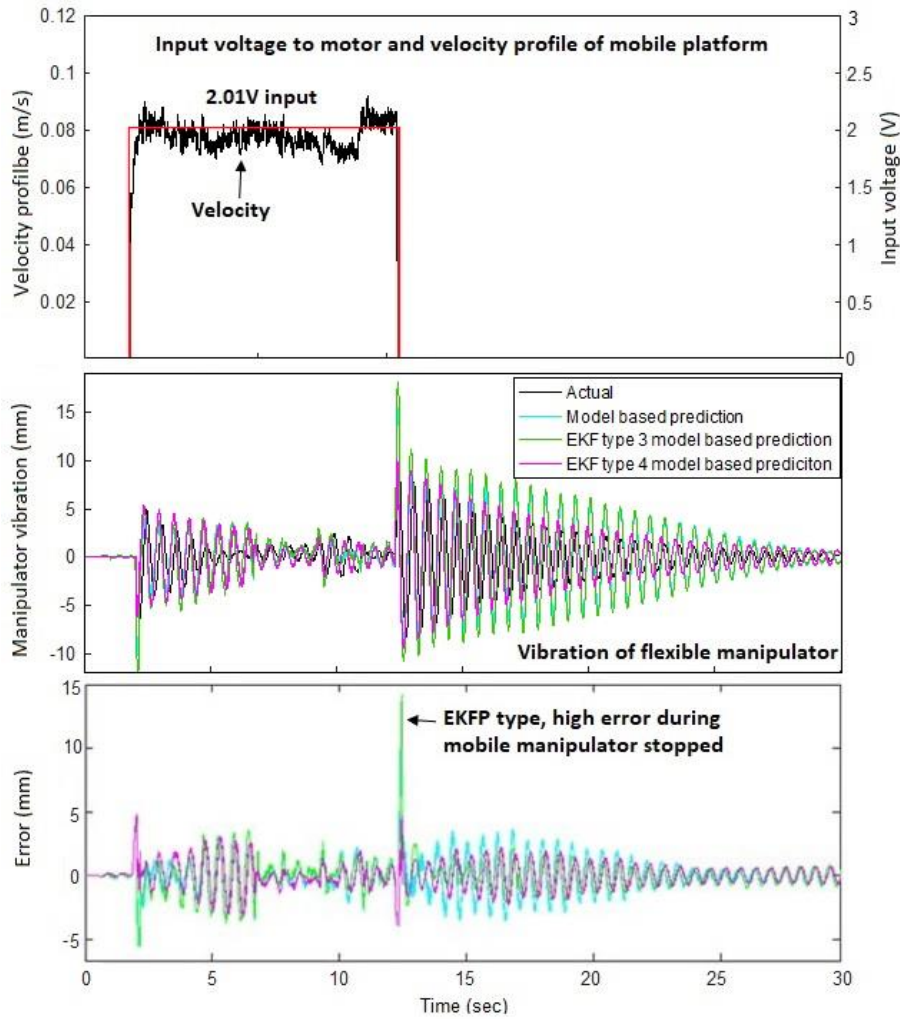 Input voltage to motor and velocity profile of mobile platform
2.01V input
Velocity
Velocity profilbe (m/s)
0.12
0.1
0.08
0.06
0.04
0.02
Input voltage (V)
3
2.5
2
1.5
1
0.5
0
Actual
Model based prediction
EKF type 3 model based prediction
EKF type 4 model based prediciton
Manipulator vibration (mm)
15
10
5
0
-5
-10
Vibration of flexible manipulator
EKFP type, high error during
mobile manipulator stopped
Error (mm)
15
10
5
0
-5
0
5
10
15
20
25
30
Time (sec)